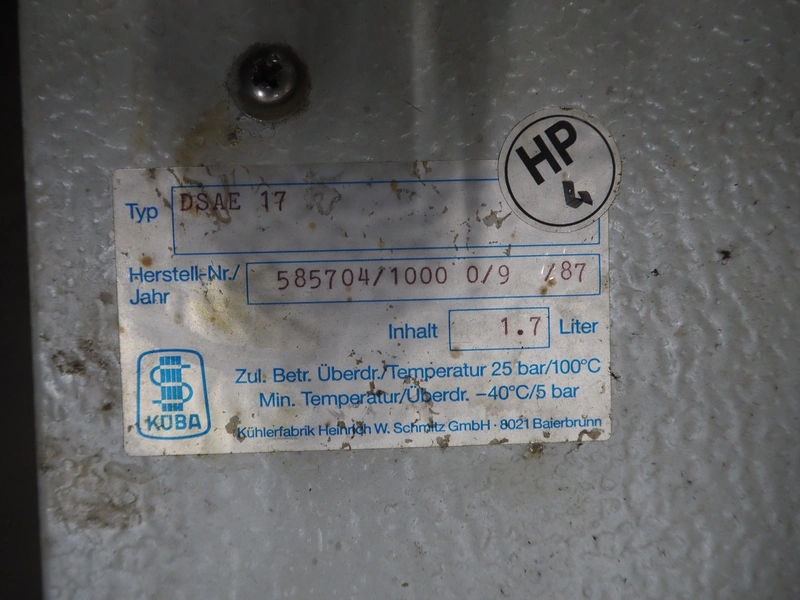 HP
4
Typ DSAE 17
Herstell-Nr./
Jahr 585704/1000 0/9 /87
Inhalt 1.7 Liter
Zul. Betr. Überdr./Temperatur 25 bar/100°C
Min. Temperatur/Überdr. –40°C/5 bar
KÜBA
Kühlerfabrik Heinrich W. Schmitz GmbH · 8021 Baierbrunn